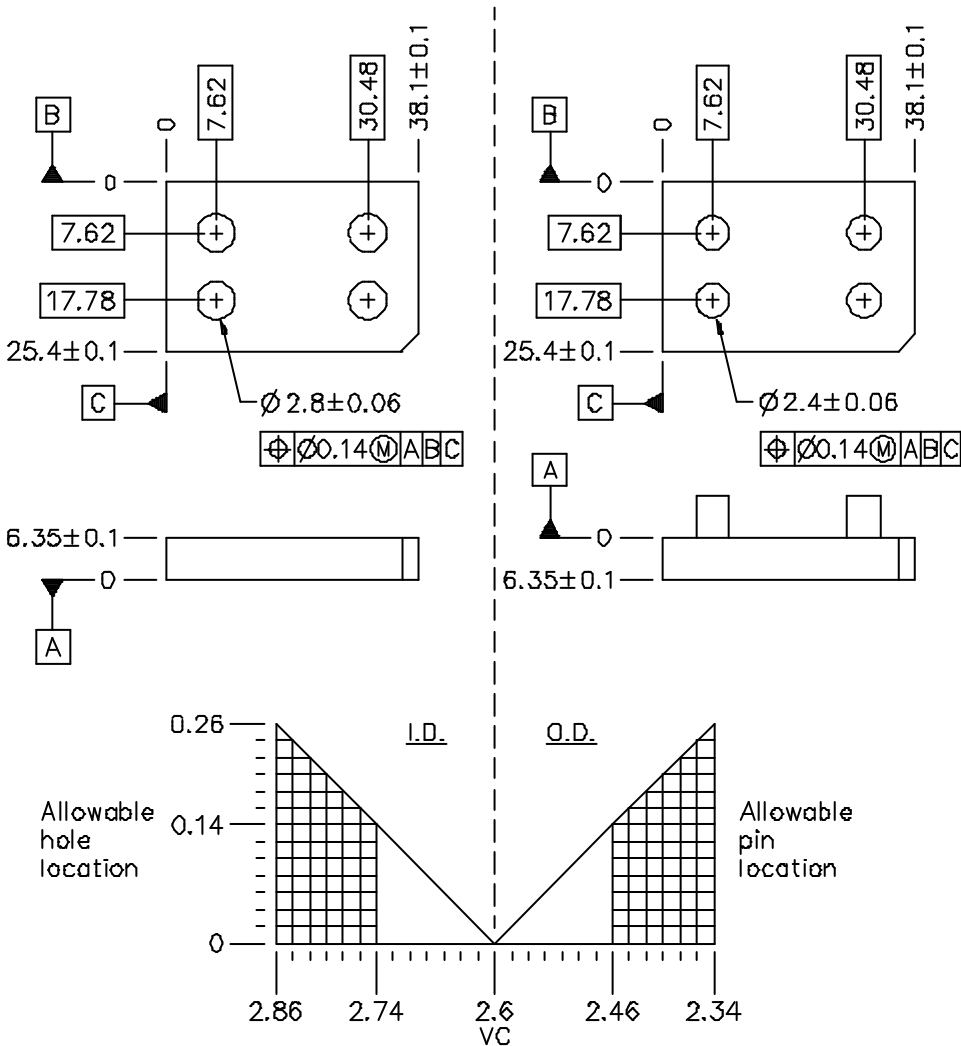 B
0
7.62
30.48
38.1±0.1
0
7.62
17.78
25.4±0.1
C
Ø2.8±0.06
⌖ Ø0.14Ⓜ A B C
6.35±0.1
0
A
B
0
7.62
30.48
38.1±0.1
0
7.62
17.78
25.4±0.1
C
Ø2.4±0.06
⌖ Ø0.14Ⓜ A B C
A
0
6.35±0.1
0.26
0.14
0
Allowable
hole
location
I.D.
O.D.
Allowable
pin
location
2.86
2.74
2.6
2.46
2.34
VC